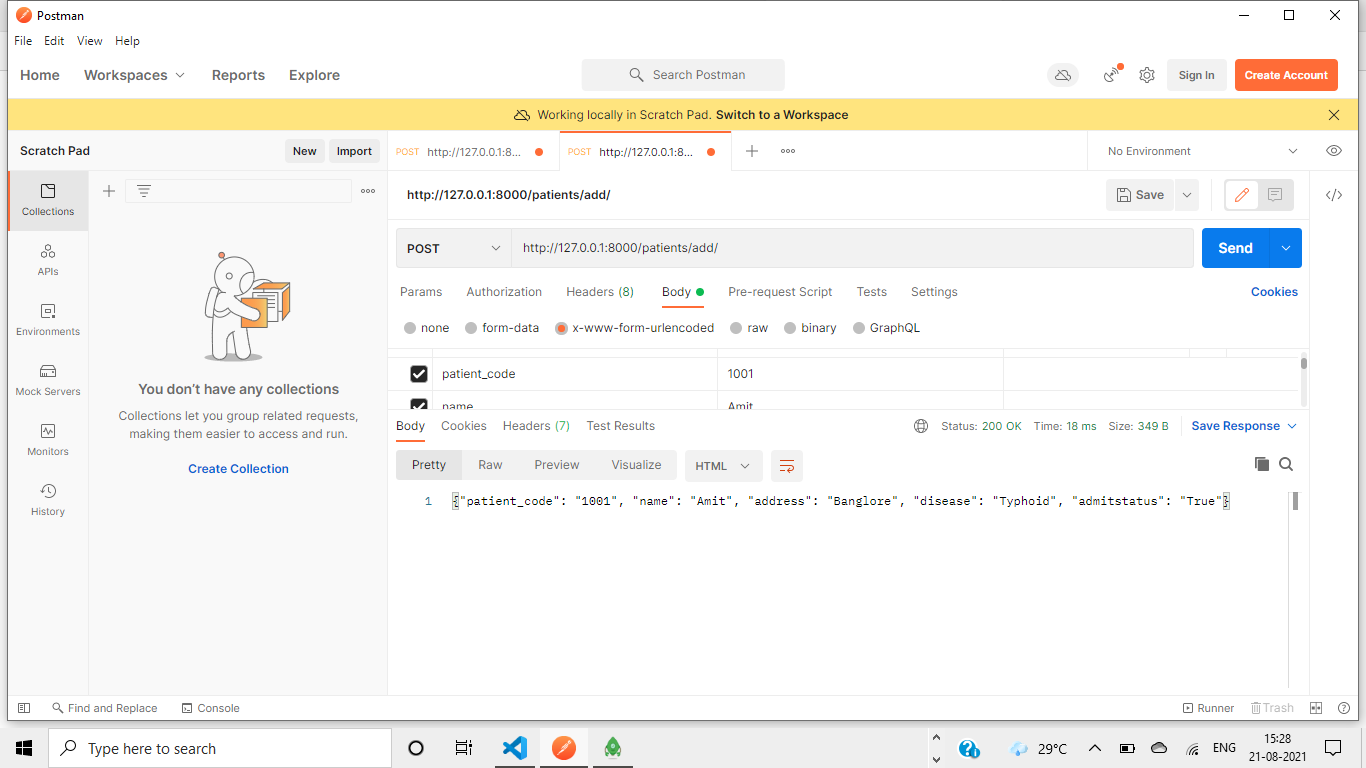 Postman
File Edit View Help
Home Workspaces Reports Explore
Search Postman
Sign In
Create Account
Working locally in Scratch Pad. Switch to a Workspace
Scratch Pad
New
Import
POST http://127.0.0.1:8...
POST http://127.0.0.1:8...
No Environment
Collections
APIs
Environments
Mock Servers
Monitors
History
You don't have any collections
Collections let you group related requests,
making them easier to access and run.
Create Collection
http://127.0.0.1:8000/patients/add/
Save
POST
http://127.0.0.1:8000/patients/add/
Send
Params Authorization Headers (8) Body Pre-request Script Tests Settings
Cookies
none form-data x-www-form-urlencoded raw binary GraphQL
patient_code 1001
name Amit
Body Cookies Headers (7) Test Results
Status: 200 OK Time: 18 ms Size: 349 B
Save Response
Pretty Raw Preview Visualize
HTML
1 {"patient_code": "1001", "name": "Amit", "address": "Banglore", "disease": "Typhoid", "admitstatus": "True"}
Find and Replace
Console
Runner
Trash
Type here to search
29°C
ENG
15:28
21-08-2021